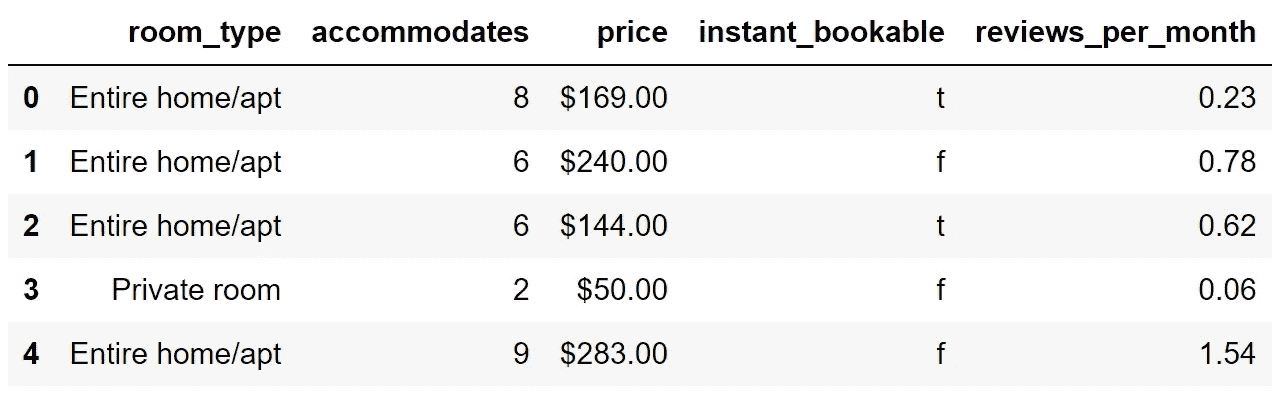 room_type accommodates price instant_bookable reviews_per_month
0 Entire home/apt 8 $169.00 t 0.23
1 Entire home/apt 6 $240.00 f 0.78
2 Entire home/apt 6 $144.00 t 0.62
3 Private room 2 $50.00 f 0.06
4 Entire home/apt 9 $283.00 f 1.54